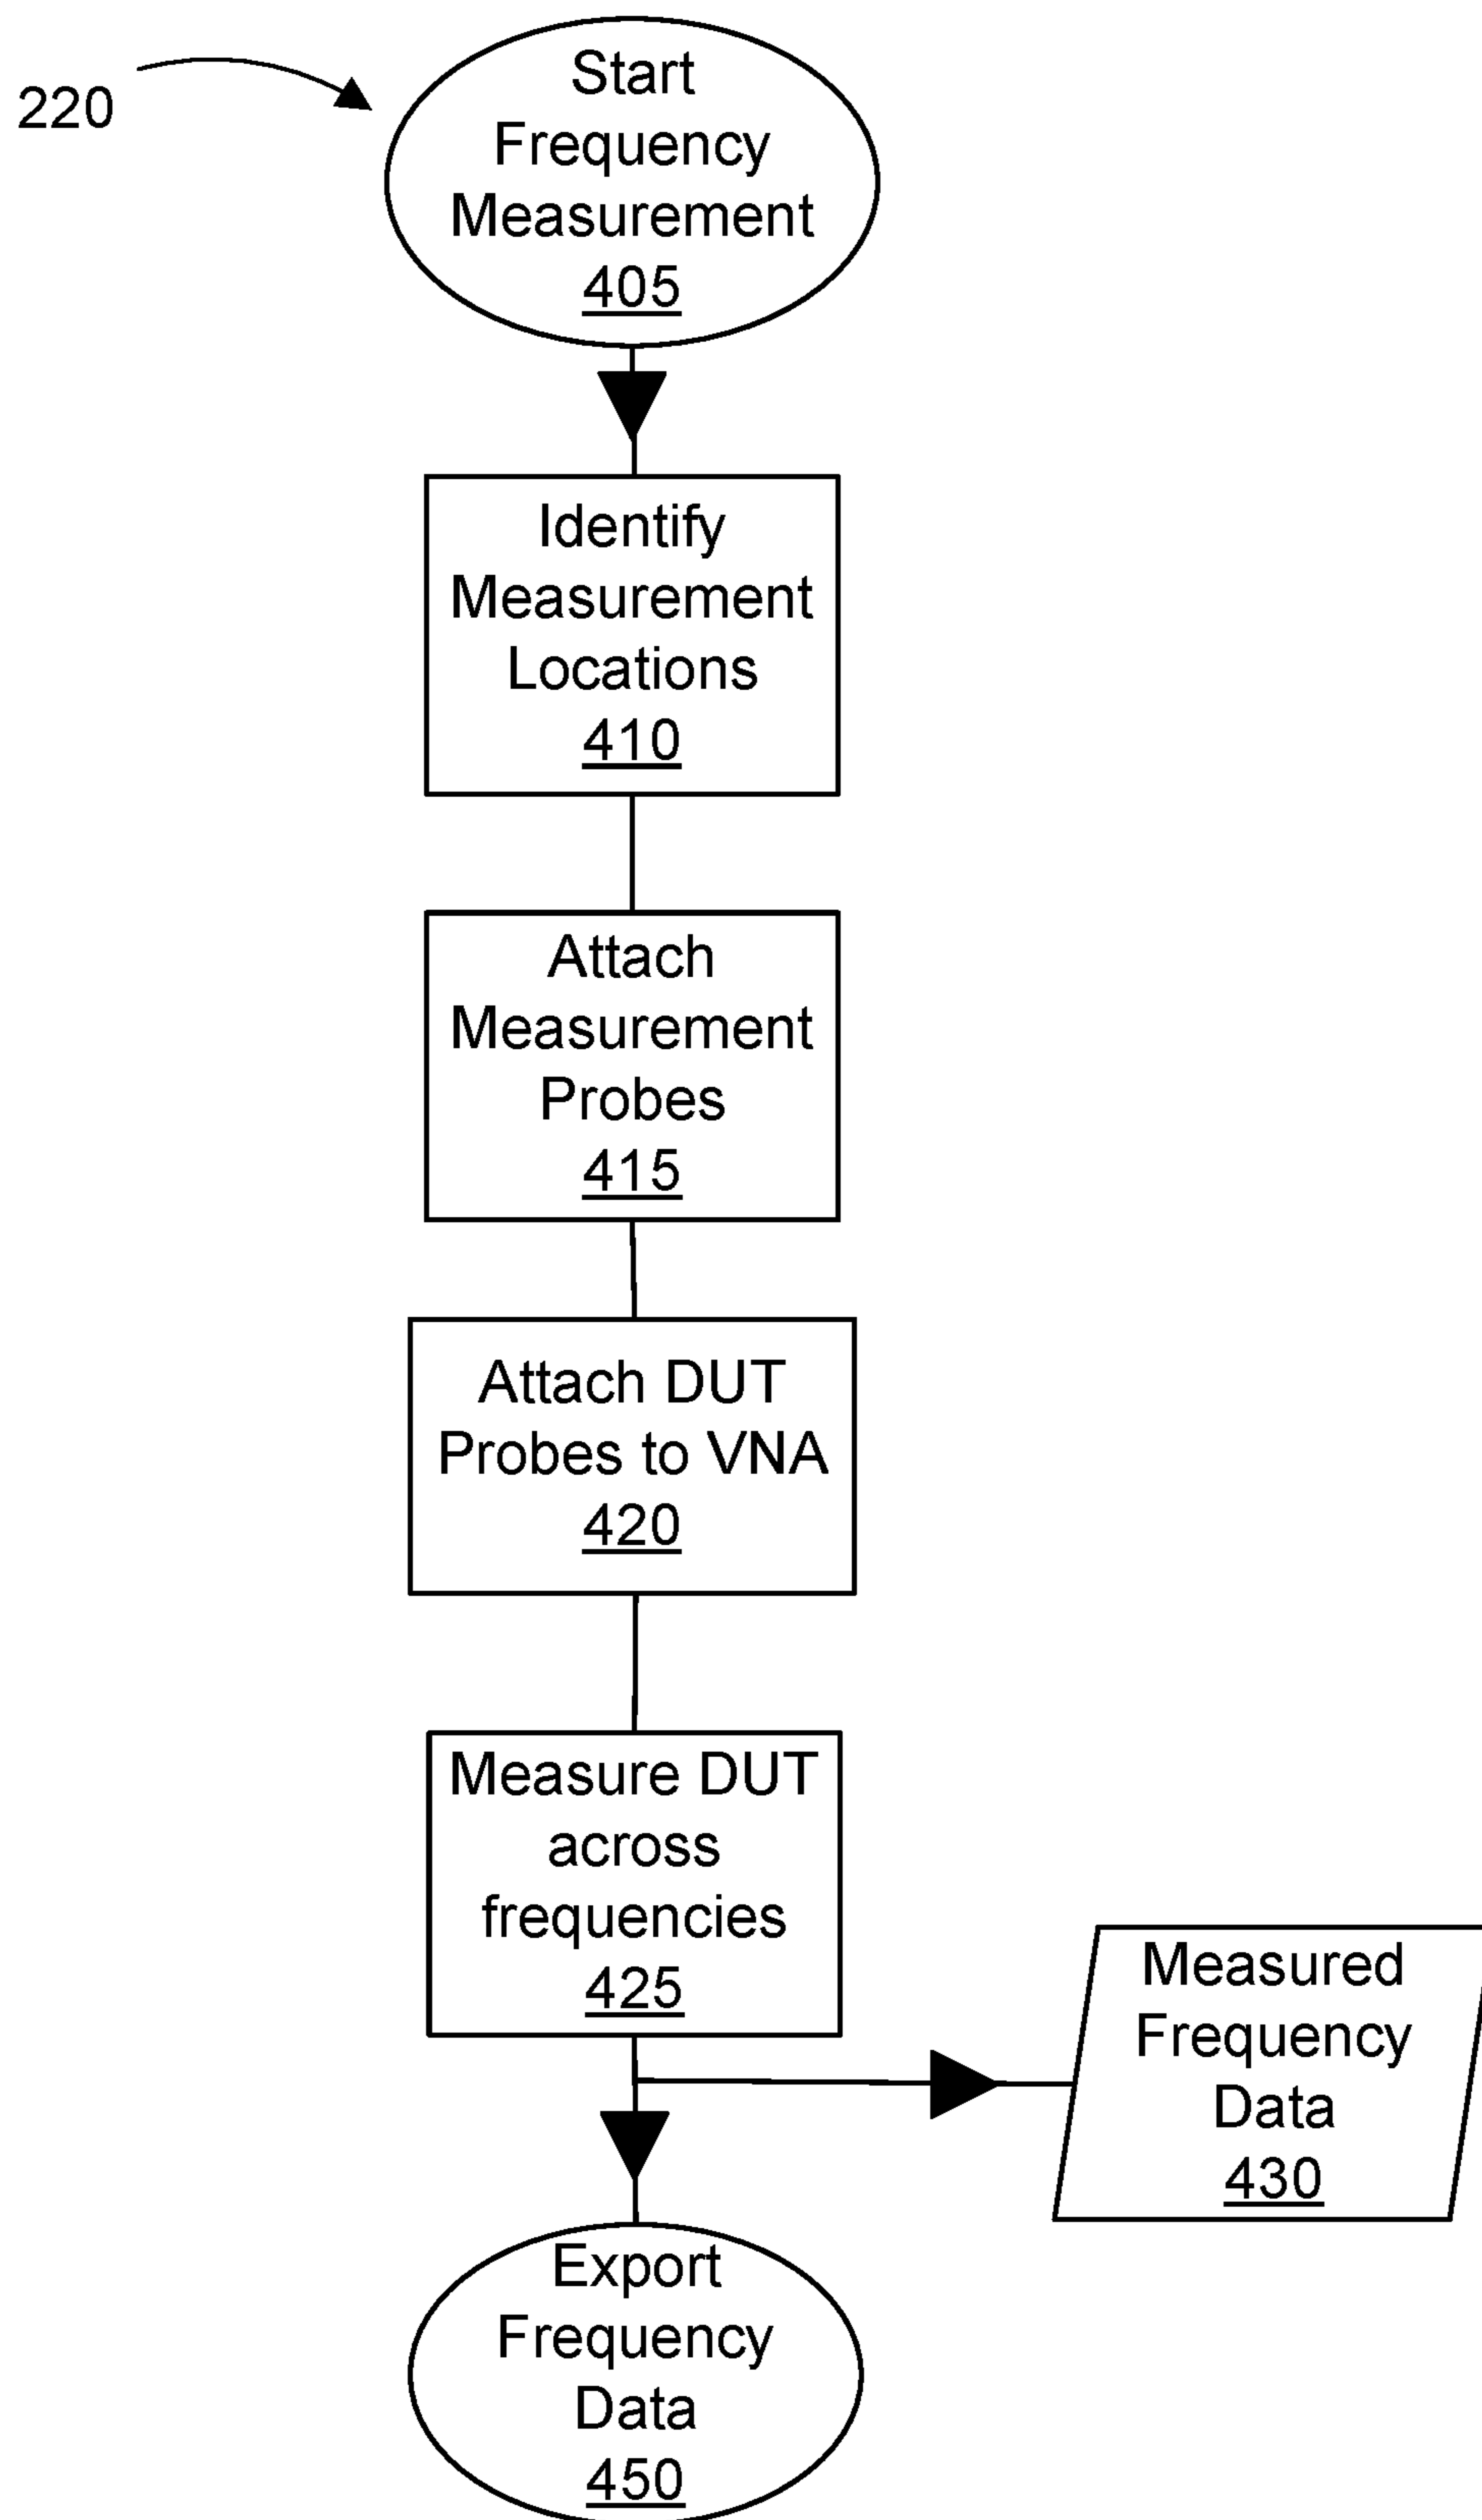 220
Start
Frequency
Measurement
405
Identify
Measurement
Locations
410
Attach
Measurement
Probes
415
Attach DUT
Probes to VNA
420
Measure DUT
across
frequencies
425
Measured
Frequency
Data
430
Export
Frequency
Data
450